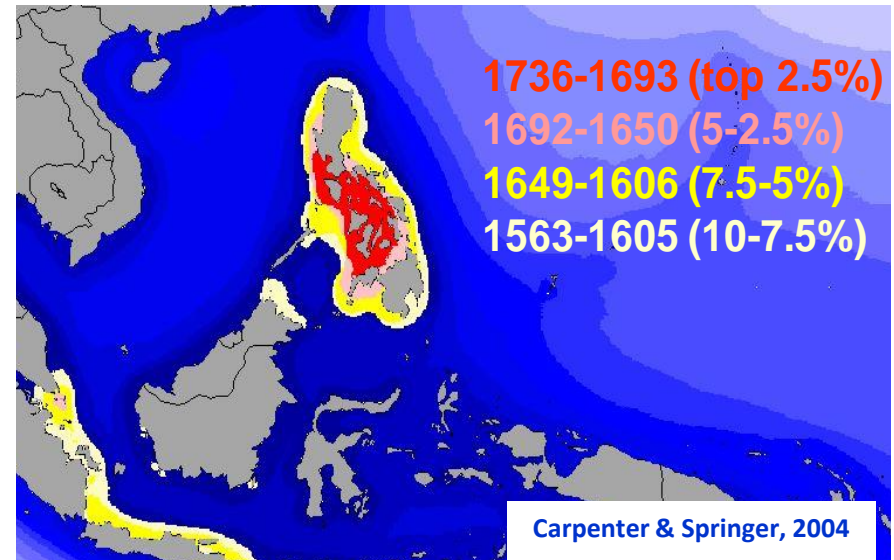 1736-1693 (top 2.5%)
1692-1650 (5-2.5%)
1649-1606 (7.5-5%)
1563-1605 (10-7.5%)
Carpenter & Springer, 2004